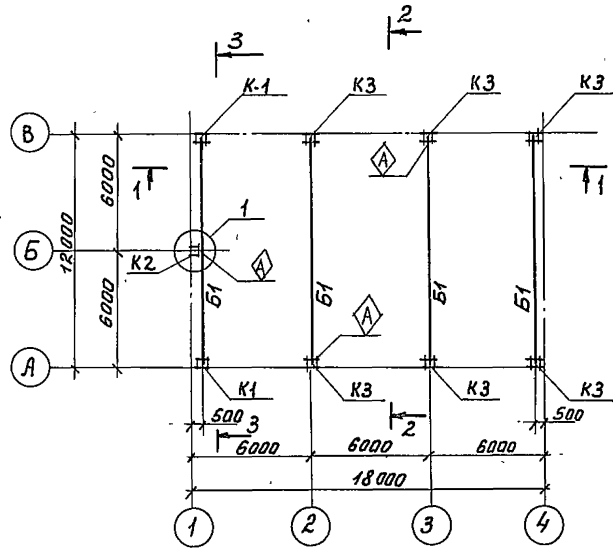 2
3
К-1 К3 К3 К3
В
А
1 1
6000
1
12000
Б
К2 А
Б1 Б1 Б1 Б1
6000
А
А
К1 К3 К3 К3
500 3 2 500
6000 6000 6000
18000
1 2 3 4